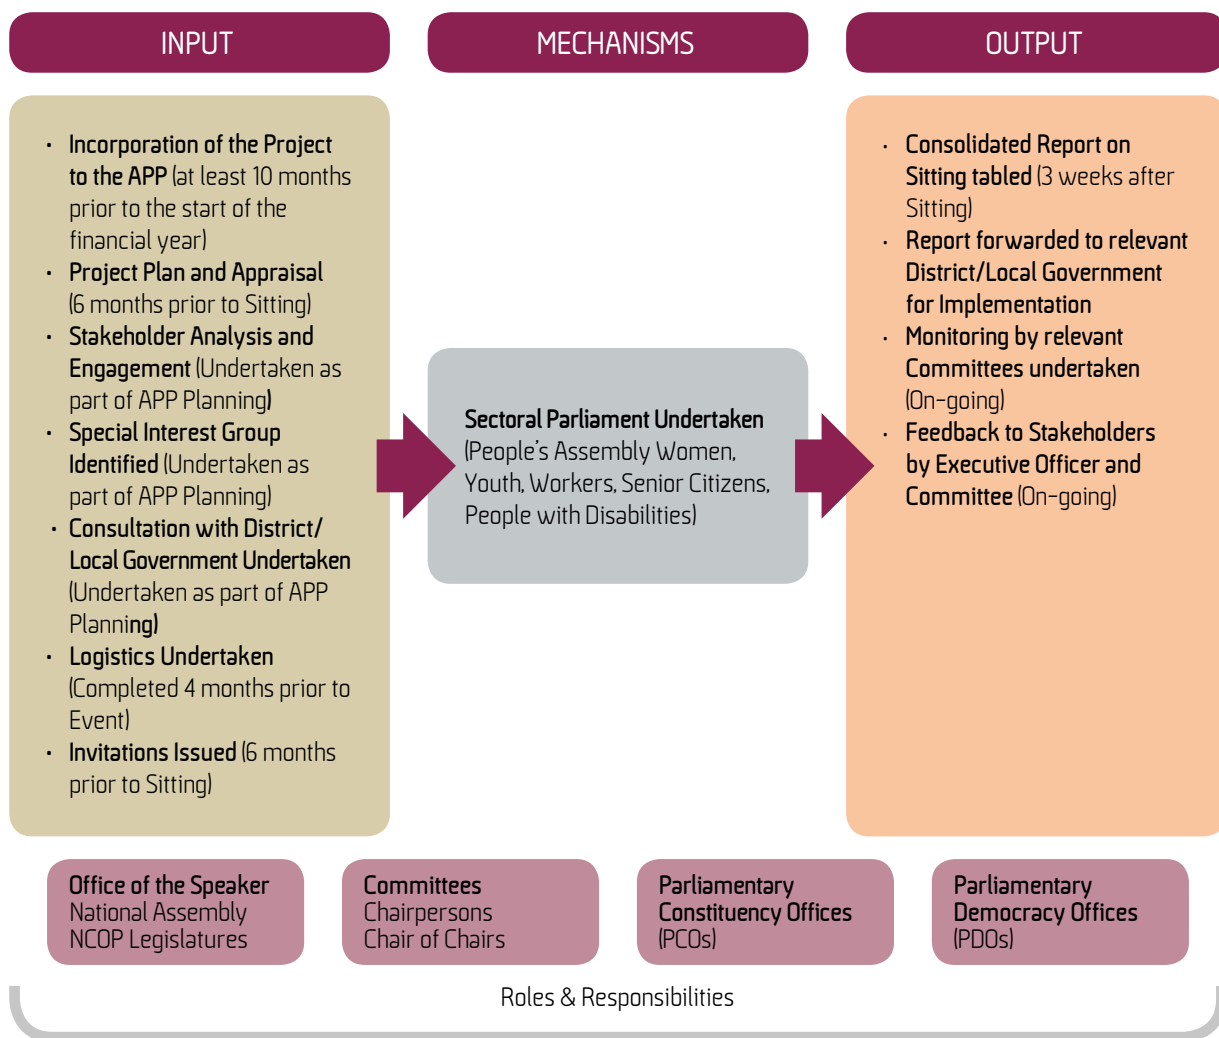 INPUT
MECHANISMS
OUTPUT
• Incorporation of the Project
to the APP (at least 10 months
prior to the start of the
financial year)
• Project Plan and Appraisal
(6 months prior to Sitting)
• Stakeholder Analysis and
Engagement (Undertaken as
part of APP Planning)
• Special Interest Group
Identified (Undertaken as
part of APP Planning)
• Consultation with District/
Local Government Undertaken
(Undertaken as part of APP
Planning)
• Logistics Undertaken
(Completed 4 months prior to
Event)
• Invitations Issued (6 months
prior to Sitting)
Sectoral Parliament Undertaken
(People's Assembly Women,
Youth, Workers, Senior Citizens,
People with Disabilities)
• Consolidated Report on
Sitting tabled (3 weeks after
Sitting)
• Report forwarded to relevant
District/Local Government
for Implementation
• Monitoring by relevant
Committees undertaken
(On-going)
• Feedback to Stakeholders
by Executive Officer and
Committee (On-going)
Office of the Speaker
National Assembly
NCOP Legislatures
Committees
Chairpersons
Chair of Chairs
Parliamentary
Constituency Offices
(PCOs)
Parliamentary
Democracy Offices
(PDOs)
Roles & Responsibilities